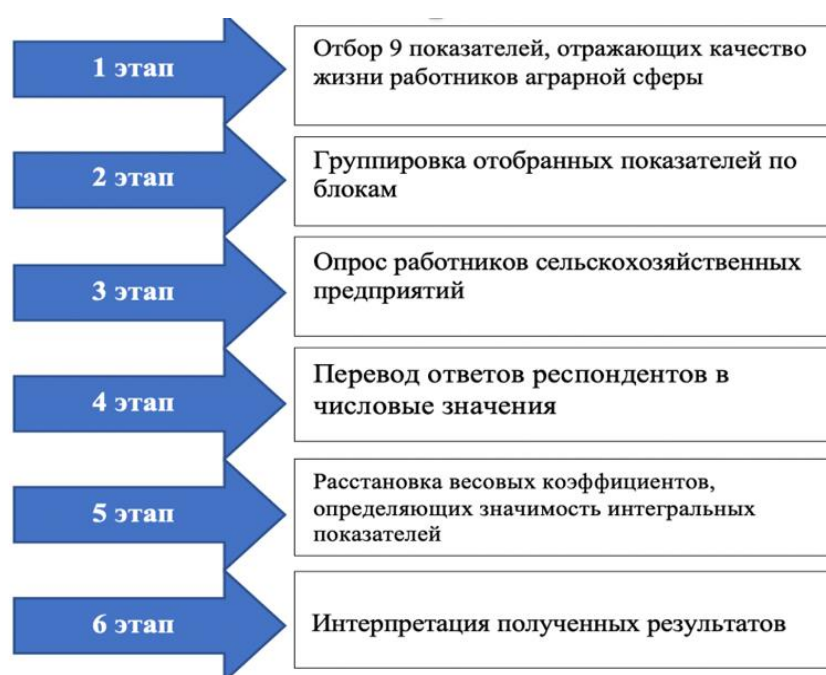 1 этап
Отбор 9 показателей, отражающих качество
жизни работников аграрной сферы
2 этап
Группировка отобранных показателей по
блокам
3 этап
Опрос работников сельскохозяйственных
предприятий
4 этап
Перевод ответов респондентов в
числовые значения
5 этап
Расстановка весовых коэффициентов,
определяющих значимость интегральных
показателей
6 этап
Интерпретация полученных результатов